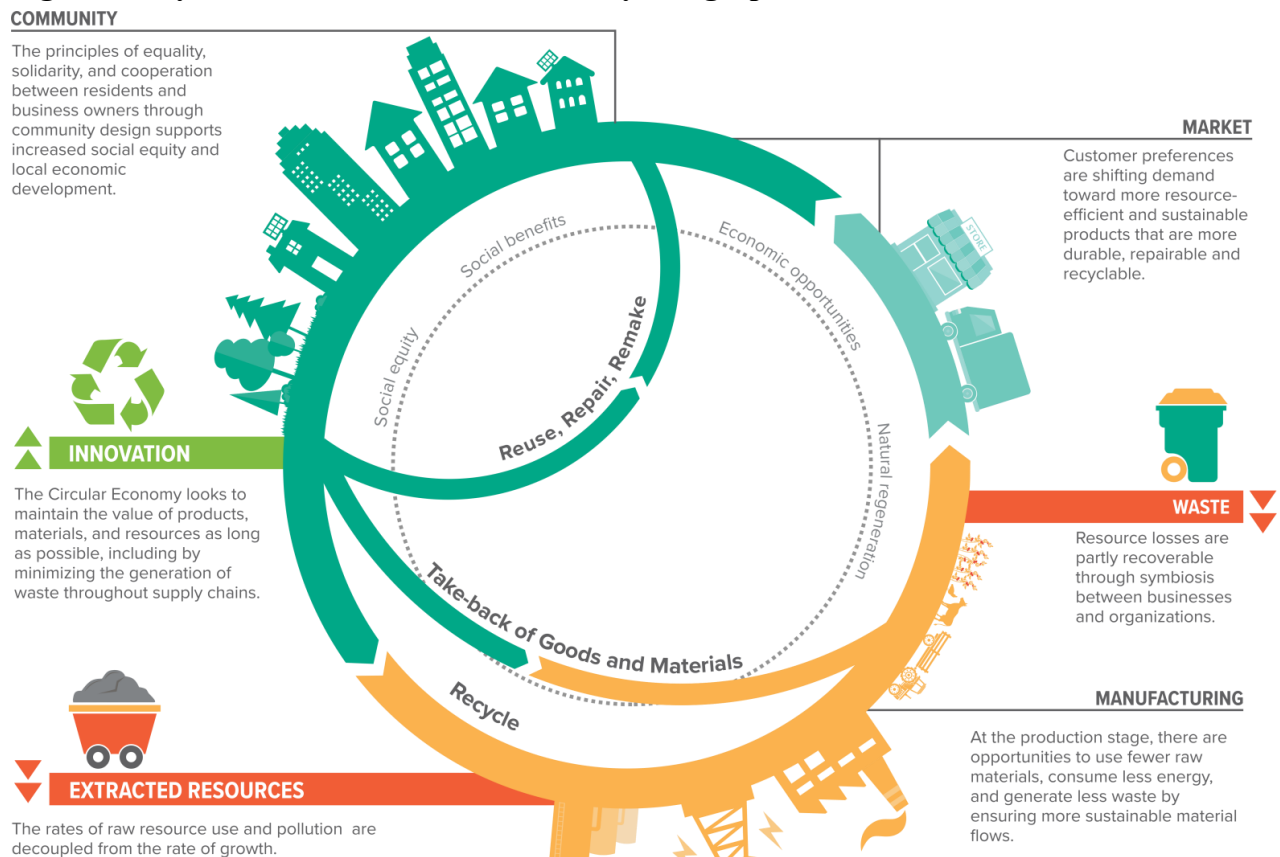 COMMUNITY
The principles of equality,
solidarity, and cooperation
between residents and
business owners through
community design supports
increased social equity and
local economic
development.
MARKET
Customer preferences
are shifting demand
toward more resource-
efficient and sustainable
products that are more
durable, repairable and
recyclable.
STORE
Social equity
Social benefits
Economic opportunities
Natural regeneration
Reuse, Repair, Remake
Take-back of Goods and Materials
Recycle
INNOVATION
The Circular Economy looks to
maintain the value of products,
materials, and resources as long
as possible, including by
minimizing the generation of
waste throughout supply chains.
WASTE
Resource losses are
partly recoverable
through symbiosis
between businesses
and organizations.
MANUFACTURING
At the production stage, there are
opportunities to use fewer raw
materials, consume less energy,
and generate less waste by
ensuring more sustainable material
flows.
EXTRACTED RESOURCES
The rates of raw resource use and pollution are
decoupled from the rate of growth.